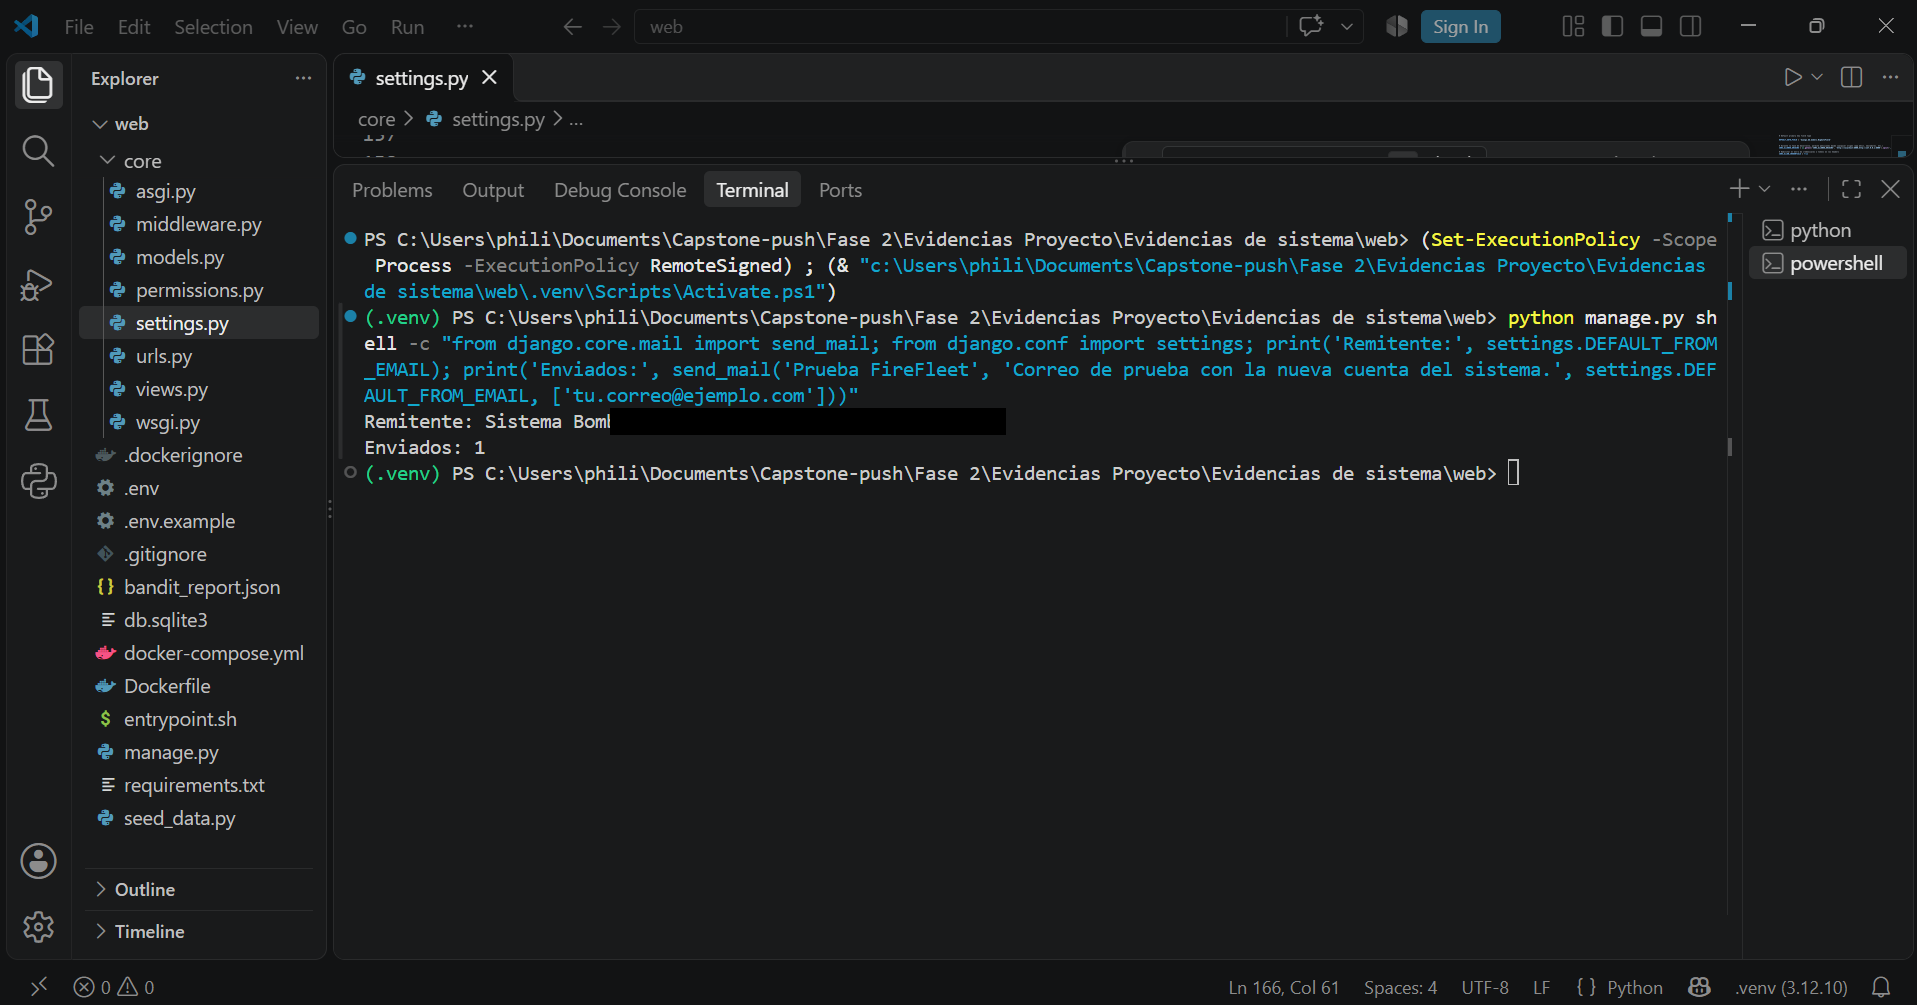 File Edit Selection View Go Run ··· web Sign In
Explorer ···
settings.py
core > settings.py > ...
web
core
asgi.py
middleware.py
models.py
permissions.py
settings.py
urls.py
views.py
wsgi.py
.dockerignore
.env
.env.example
.gitignore
bandit_report.json
db.sqlite3
docker-compose.yml
Dockerfile
entrypoint.sh
manage.py
requirements.txt
seed_data.py
Outline
Timeline
Problems Output Debug Console Terminal Ports
PS C:\Users\phili\Documents\Capstone-push\Fase 2\Evidencias Proyecto\Evidencias de sistema\web> (Set-ExecutionPolicy -Scope
Process -ExecutionPolicy RemoteSigned) ; (& "c:\Users\phili\Documents\Capstone-push\Fase 2\Evidencias Proyecto\Evidencias
de sistema\web\.venv\Scripts\Activate.ps1")
(.venv) PS C:\Users\phili\Documents\Capstone-push\Fase 2\Evidencias Proyecto\Evidencias de sistema\web> python manage.py sh
ell -c "from django.core.mail import send_mail; from django.conf import settings; print('Remitente:', settings.DEFAULT_FROM
_EMAIL); print('Enviados:', send_mail('Prueba FireFleet', 'Correo de prueba con la nueva cuenta del sistema.', settings.DEF
AULT_FROM_EMAIL, ['tu.correo@ejemplo.com']))"
Remitente: Sistema Bom
Enviados: 1
(.venv) PS C:\Users\phili\Documents\Capstone-push\Fase 2\Evidencias Proyecto\Evidencias de sistema\web>
python
powershell
0 0
Ln 166, Col 61 Spaces: 4 UTF-8 LF { } Python .venv (3.12.10)